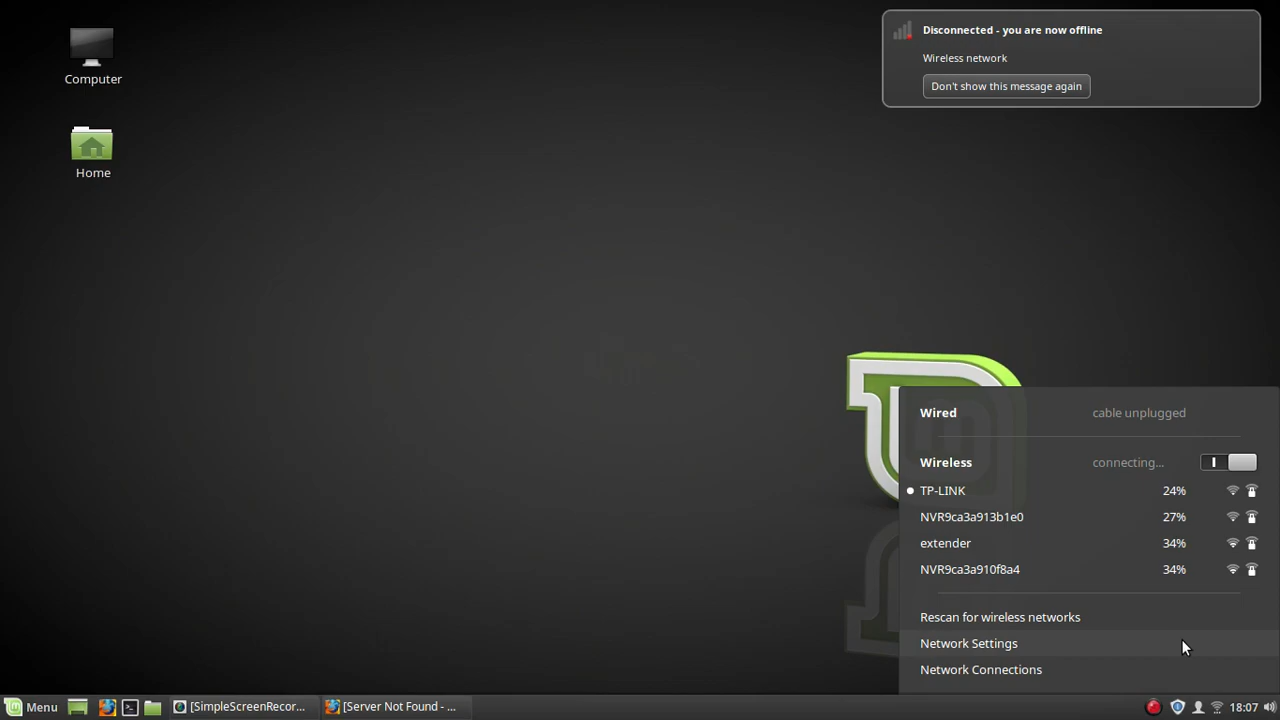 Computer
Home
Disconnected - you are now offline
Wireless network
Don't show this message again
Wired cable unplugged
Wireless connecting...
TP-LINK 24%
NVR9ca3a913b1e0 27%
extender 34%
NVR9ca3a910f8a4 34%
Rescan for wireless networks
Network Settings
Network Connections
Menu [SimpleScreenRecor... [Server Not Found - ... 18:07